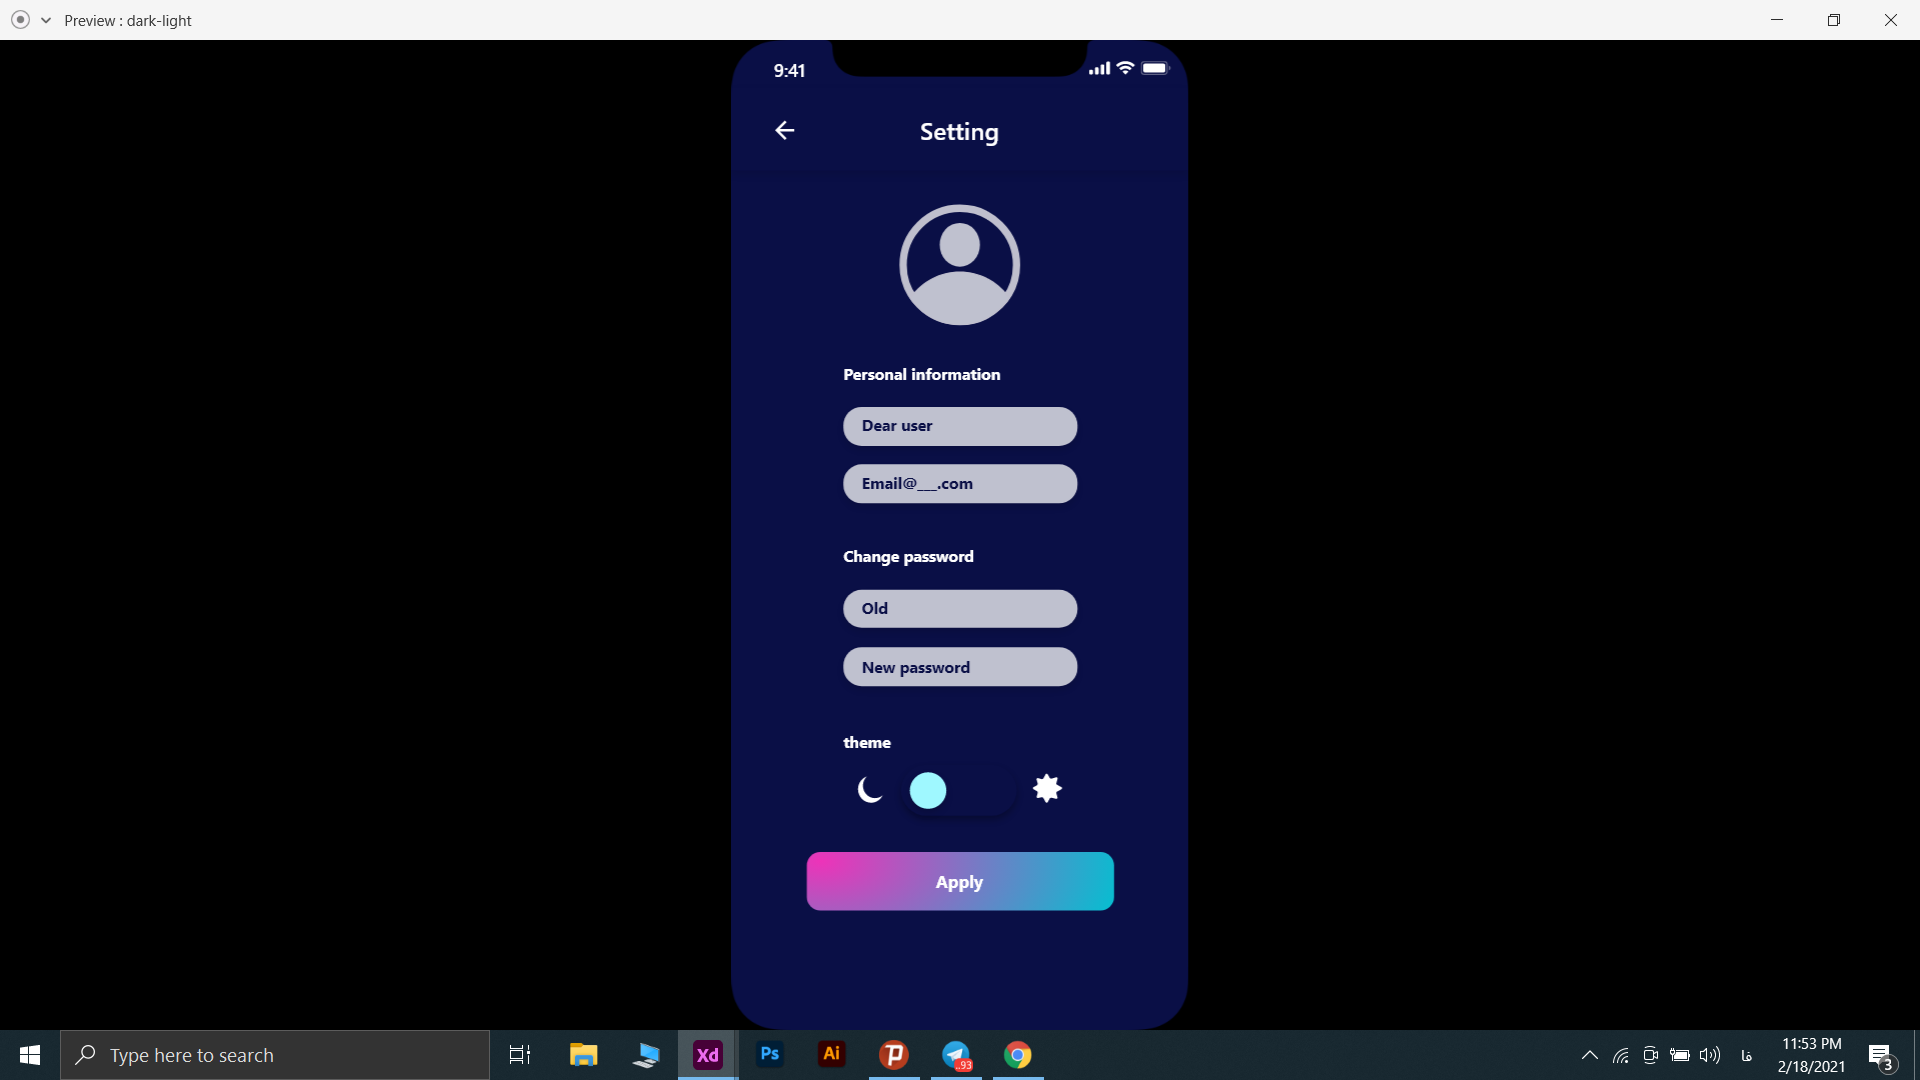 Preview : dark-light
9:41
Setting
Personal information
Dear user
Email@___.com
Change password
Old
New password
theme
Apply
Type here to search
Xd
Ps
Ai
..93
فا
11:53 PM
2/18/2021
3